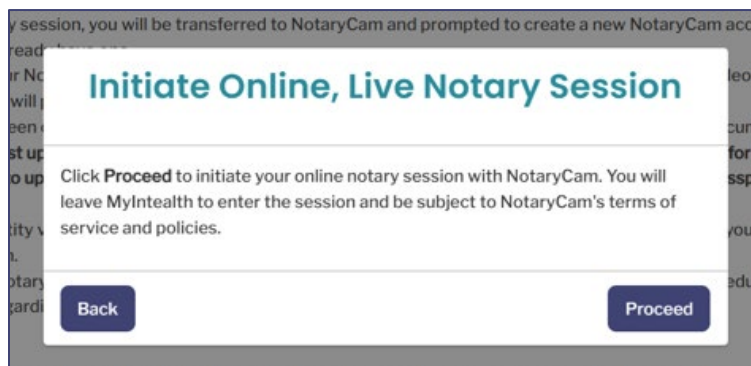 y session, you will be transferred to NotaryCam and prompted to create a new NotaryCam acc
Initiate Online, Live Notary Session
Click Proceed to initiate your online notary session with NotaryCam. You will
leave MyIntealth to enter the session and be subject to NotaryCam's terms of
service and policies.
Back
Proceed